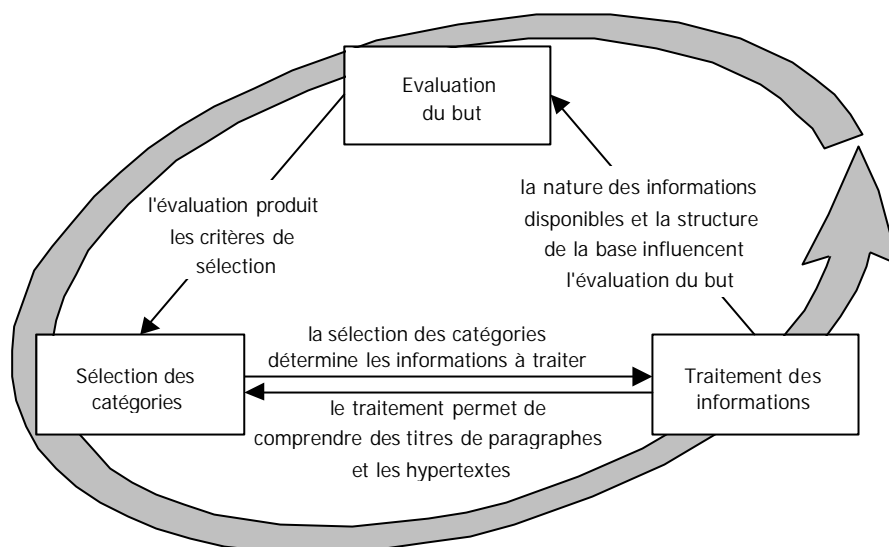 Evaluation
du but
l'évaluation produit
les critères de
sélection
la nature des informations
disponibles et la structure
de la base influencent
l'évaluation du but
Sélection des
catégories
la sélection des catégories
détermine les informations à traiter
le traitement permet de
comprendre des titres de paragraphes
et les hypertextes
Traitement des
informations